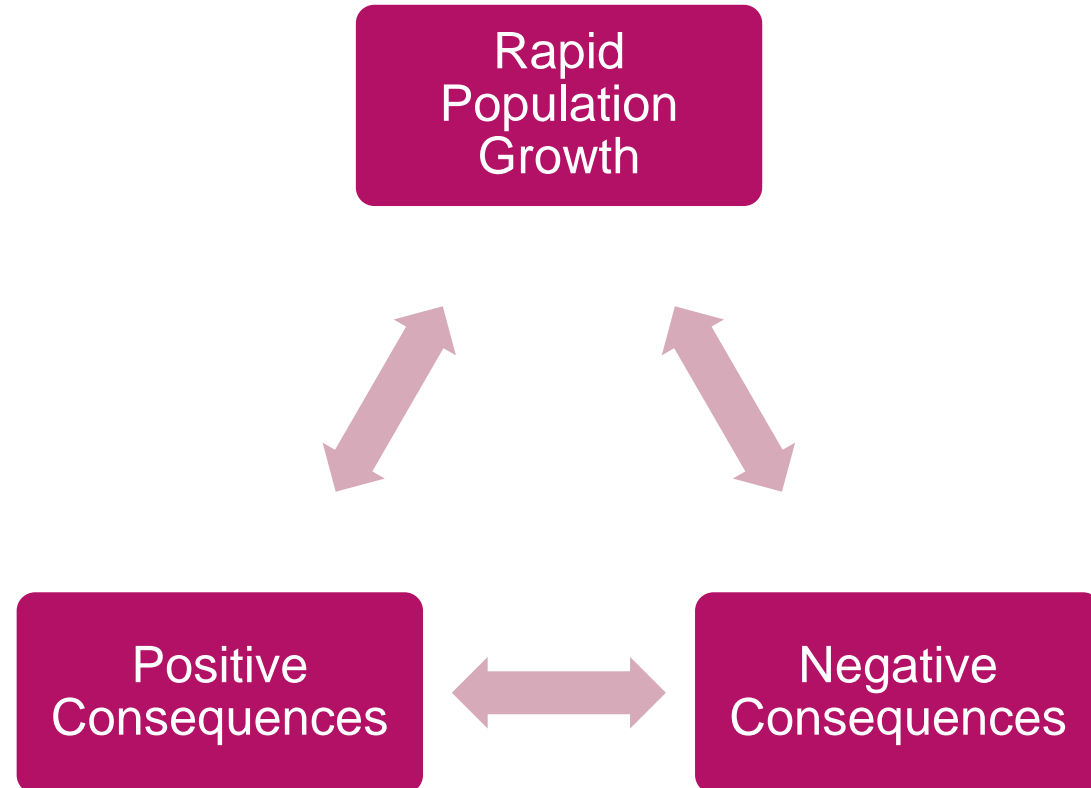 Rapid
Population
Growth
Positive
Consequences
Negative
Consequences